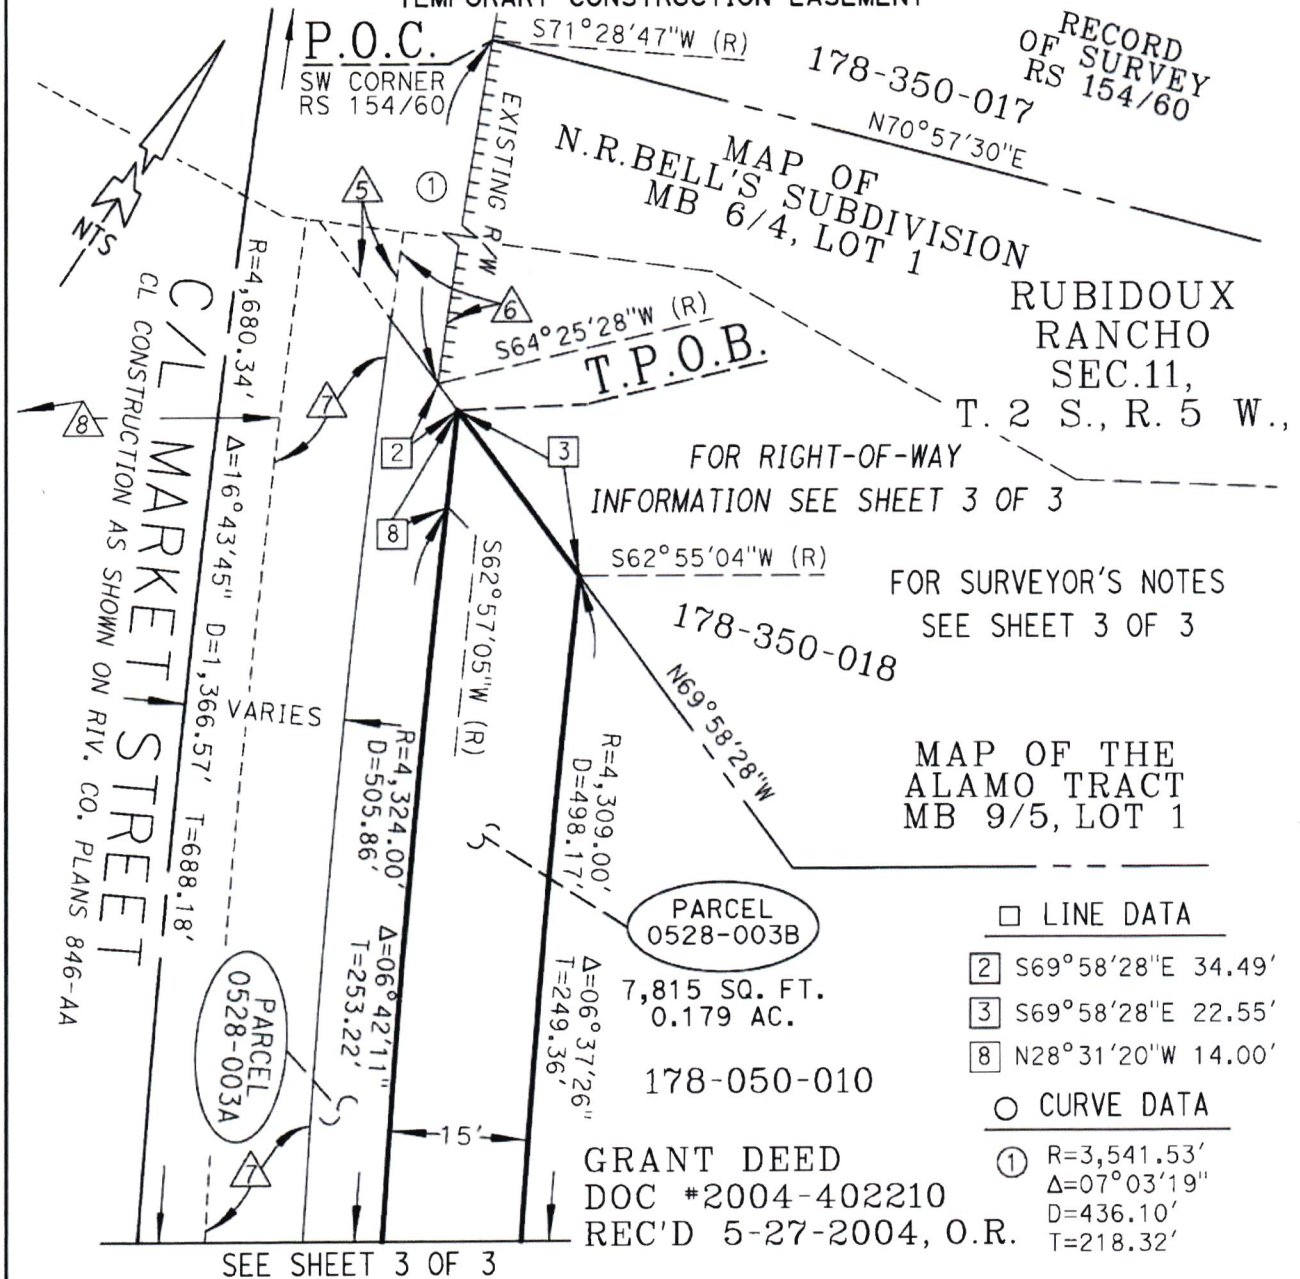 TEMPORARY CONSTRUCTION EASEMENT
P.O.C.
SW CORNER
RS 154/60
S71°28'47"W (R)
178-350-017
RECORD
OF SURVEY
RS 154/60
N70°57'30"E
EXISTING R/W
MAP OF
N.R.BELL'S SUBDIVISION
MB 6/4, LOT 1
5
1
NTS
6
S64°25'28"W (R)
T.P.O.B.
RUBIDOUX
RANCHO
SEC.11,
T. 2 S., R. 5 W.,
7
8
2
3
8
FOR RIGHT-OF-WAY
INFORMATION SEE SHEET 3 OF 3
S62°55'04"W (R)
FOR SURVEYOR'S NOTES
SEE SHEET 3 OF 3
178-350-018
N69°58'28"W
S62°57'05"W (R)
R=4,680.34' Δ=16°43'45" D=1,366.57' T=688.18'
C/L MARKET STREET
CL CONSTRUCTION AS SHOWN ON RIV. CO. PLANS 846-AA
VARIES
R=4,324.00' Δ=06°42'11"
D=505.86' T=253.22'
R=4,309.00' Δ=06°37'26"
D=498.17' T=249.36'
MAP OF THE
ALAMO TRACT
MB 9/5, LOT 1
PARCEL
0528-003B
7,815 SQ. FT.
0.179 AC.
178-050-010
PARCEL
0528-003A
7
15'
□ LINE DATA
2 S69°58'28"E 34.49'
3 S69°58'28"E 22.55'
8 N28°31'20"W 14.00'
○ CURVE DATA
1 R=3,541.53'
Δ=07°03'19"
D=436.10'
T=218.32'
GRANT DEED
DOC #2004-402210
REC'D 5-27-2004, O.R.
SEE SHEET 3 OF 3